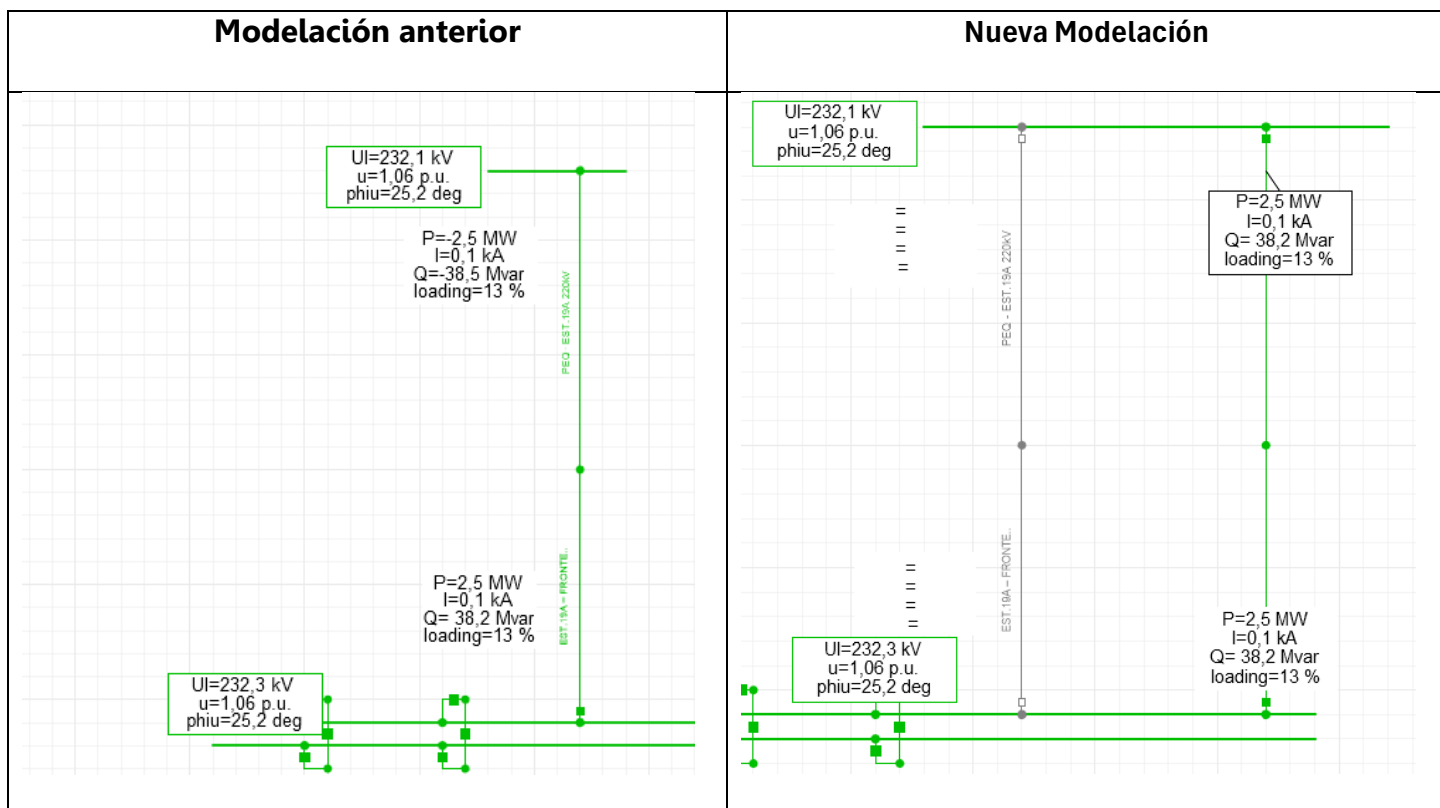 Modelación anterior
Nueva Modelación
Ul=232,1 kV
u=1,06 p.u.
phiu=25,2 deg
P=-2,5 MW
I=0,1 kA
Q=-38,5 Mvar
loading=13 %
PEQ - EST.19A 220kV
P=2,5 MW
I=0,1 kA
Q= 38,2 Mvar
loading=13 %
EST.19A – FRONTE..
Ul=232,3 kV
u=1,06 p.u.
phiu=25,2 deg
Ul=232,1 kV
u=1,06 p.u.
phiu=25,2 deg
=
=
=
=
PEQ - EST.19A 220kV
P=2,5 MW
I=0,1 kA
Q= 38,2 Mvar
loading=13 %
=
=
=
=
EST.19A – FRONTE..
Ul=232,3 kV
u=1,06 p.u.
phiu=25,2 deg
P=2,5 MW
I=0,1 kA
Q= 38,2 Mvar
loading=13 %